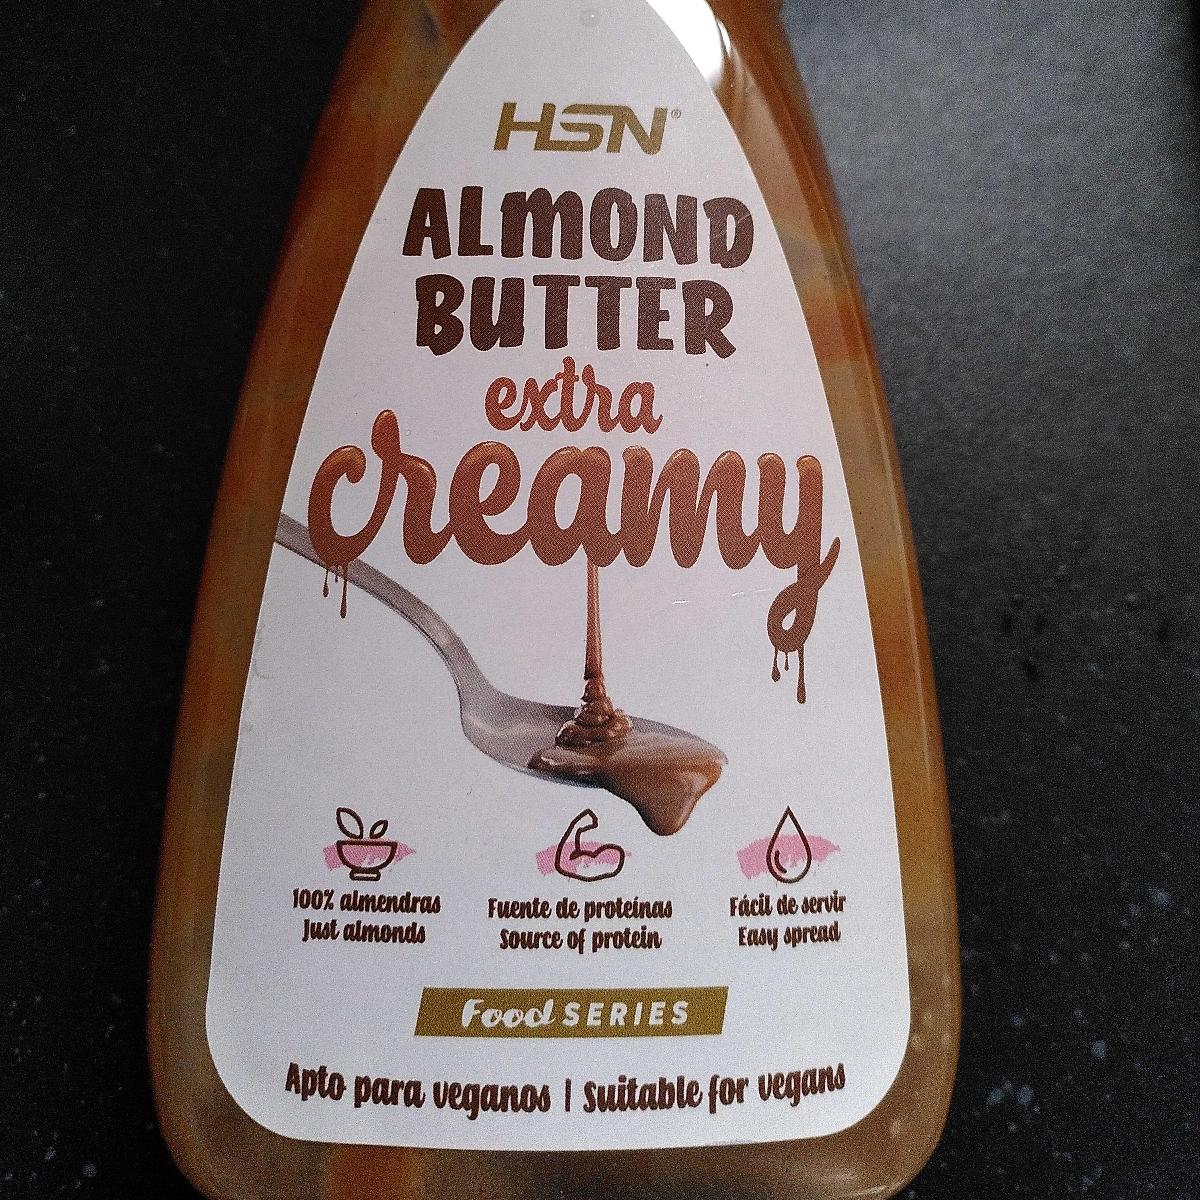 HSN®
ALMOND
BUTTER
extra
creamy
100% almendras
Just almonds
Fuente de proteínas
Source of protein
Fácil de servir
Easy spread
Food SERIES
Apto para veganos | Suitable for vegans